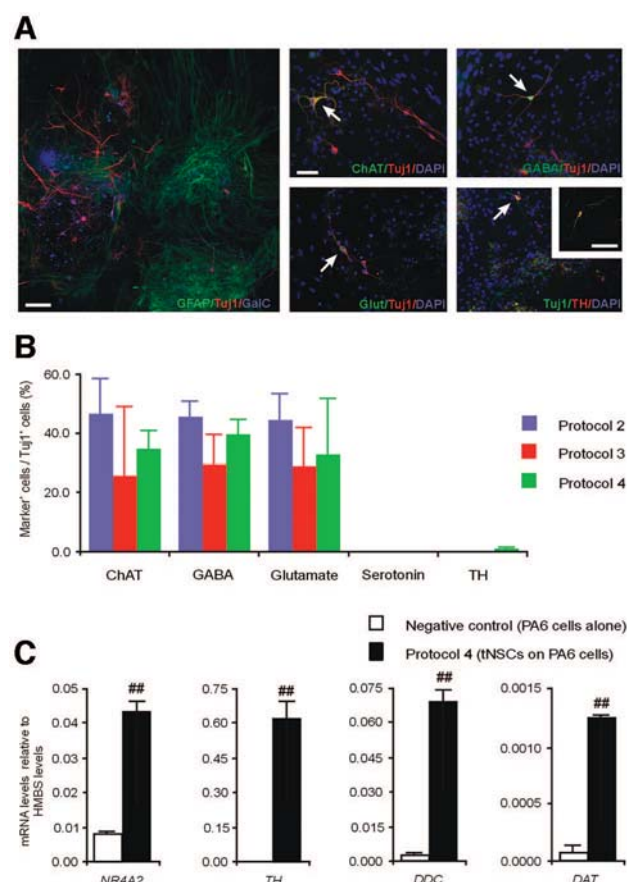 A
GFAP/Tuj1/GalC
ChAT/Tuj1/DAPI
GABA/Tuj1/DAPI
Glut/Tuj1/DAPI
Tuj1/TH/DAPI
B
Marker⁺ cells / Tuj1⁺ cells (%)
60.0
40.0
20.0
0.0
ChAT
GABA
Glutamate
Serotonin
TH
Protocol 2
Protocol 3
Protocol 4
C
Negative control (PA6 cells alone)
Protocol 4 (tNSCs on PA6 cells)
mRNA levels relative to
HMBS levels
0.05
0.04
0.03
0.02
0.01
0.00
##
NR4A2
0.75
0.60
0.45
0.30
0.15
0.00
##
TH
0.075
0.060
0.045
0.030
0.015
0.000
##
DDC
0.0015
0.0010
0.0005
0.0000
##
DAT